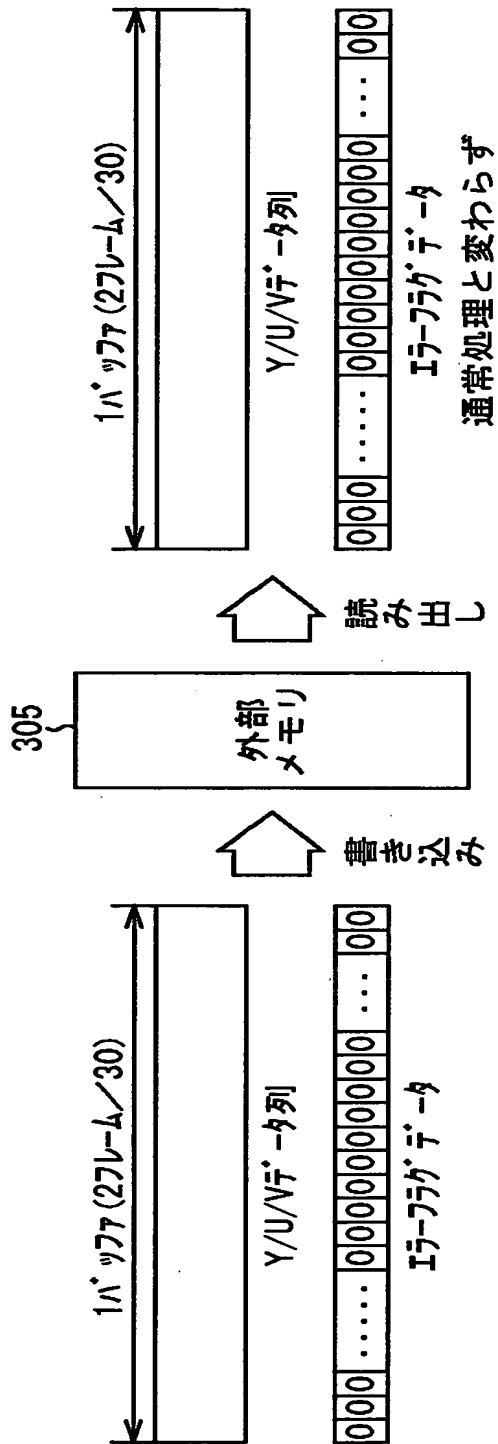 1バッファ(2フレーム/30)
Y/U/Vデータ列
000 ..... 000000000 ... 00
エラーフラグデータ
書き込み
305
外部
メモリ
読み出し
1バッファ(2フレーム/30)
Y/U/Vデータ列
000 ..... 000000000 ... 00
エラーフラグデータ
通常処理と変わらず